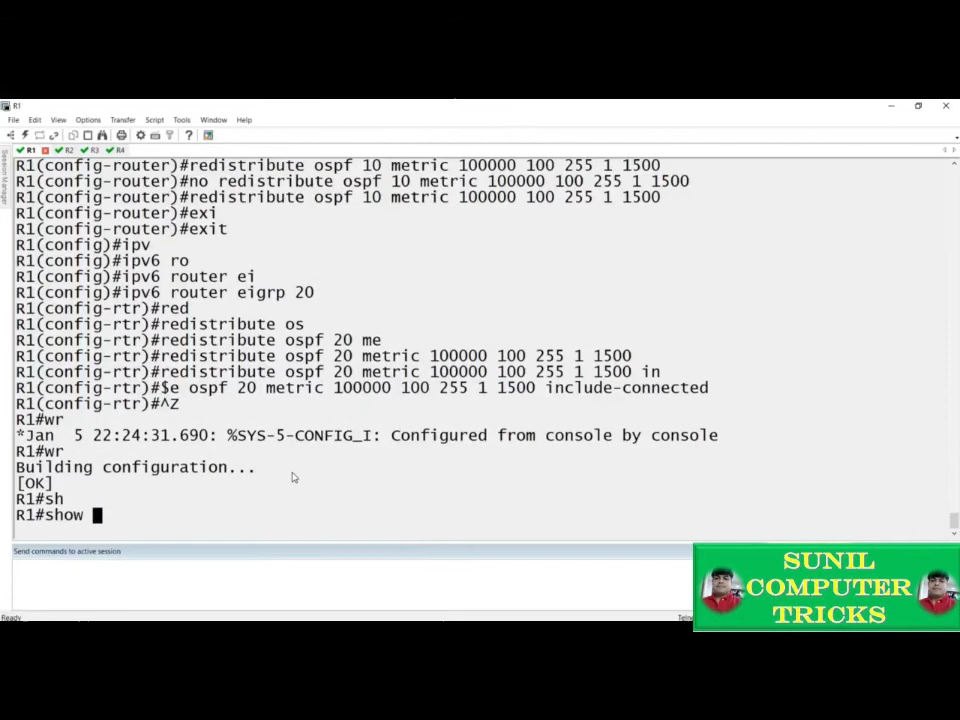 R1
File Edit View Options Transfer Script Tools Window Help
R1 R2 R3 R4
Session Manager
R1(config-router)#redistribute ospf 10 metric 100000 100 255 1 1500
R1(config-router)#no redistribute ospf 10 metric 100000 100 255 1 1500
R1(config-router)#redistribute ospf 10 metric 100000 100 255 1 1500
R1(config-router)#exi
R1(config-router)#exit
R1(config)#ipv
R1(config)#ipv6 ro
R1(config)#ipv6 router ei
R1(config)#ipv6 router eigrp 20
R1(config-rtr)#red
R1(config-rtr)#redistribute os
R1(config-rtr)#redistribute ospf 20 me
R1(config-rtr)#redistribute ospf 20 metric 100000 100 255 1 1500
R1(config-rtr)#redistribute ospf 20 metric 100000 100 255 1 1500 in
R1(config-rtr)#$e ospf 20 metric 100000 100 255 1 1500 include-connected
R1(config-rtr)#^Z
R1#wr
*Jan  5 22:24:31.690: %SYS-5-CONFIG_I: Configured from console by console
R1#wr
Building configuration...
[OK]
R1#sh
R1#show
Send commands to active session
Ready
SUNIL
COMPUTER
TRICKS